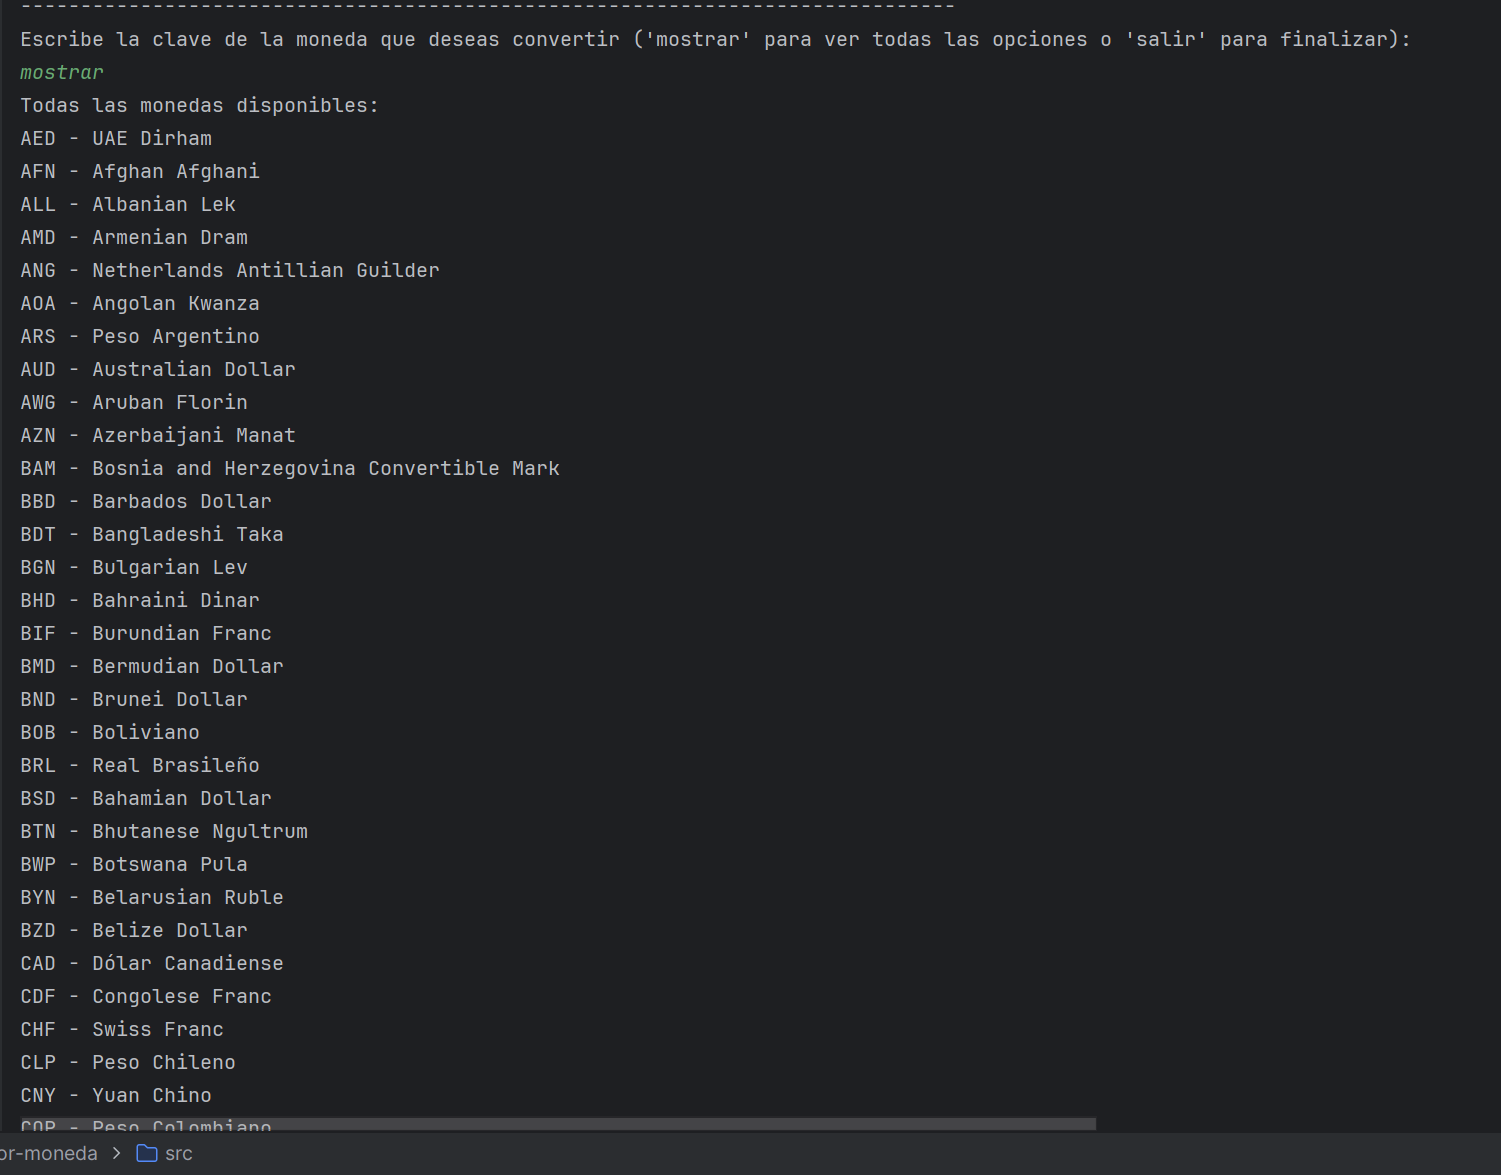 ------------------------------------------------------------------------------
Escribe la clave de la moneda que deseas convertir ('mostrar' para ver todas las opciones o 'salir' para finalizar):
mostrar
Todas las monedas disponibles:
AED - UAE Dirham
AFN - Afghan Afghani
ALL - Albanian Lek
AMD - Armenian Dram
ANG - Netherlands Antillian Guilder
AOA - Angolan Kwanza
ARS - Peso Argentino
AUD - Australian Dollar
AWG - Aruban Florin
AZN - Azerbaijani Manat
BAM - Bosnia and Herzegovina Convertible Mark
BBD - Barbados Dollar
BDT - Bangladeshi Taka
BGN - Bulgarian Lev
BHD - Bahraini Dinar
BIF - Burundian Franc
BMD - Bermudian Dollar
BND - Brunei Dollar
BOB - Boliviano
BRL - Real Brasileño
BSD - Bahamian Dollar
BTN - Bhutanese Ngultrum
BWP - Botswana Pula
BYN - Belarusian Ruble
BZD - Belize Dollar
CAD - Dólar Canadiense
CDF - Congolese Franc
CHF - Swiss Franc
CLP - Peso Chileno
CNY - Yuan Chino
COP - Peso Colombiano
or-moneda > src